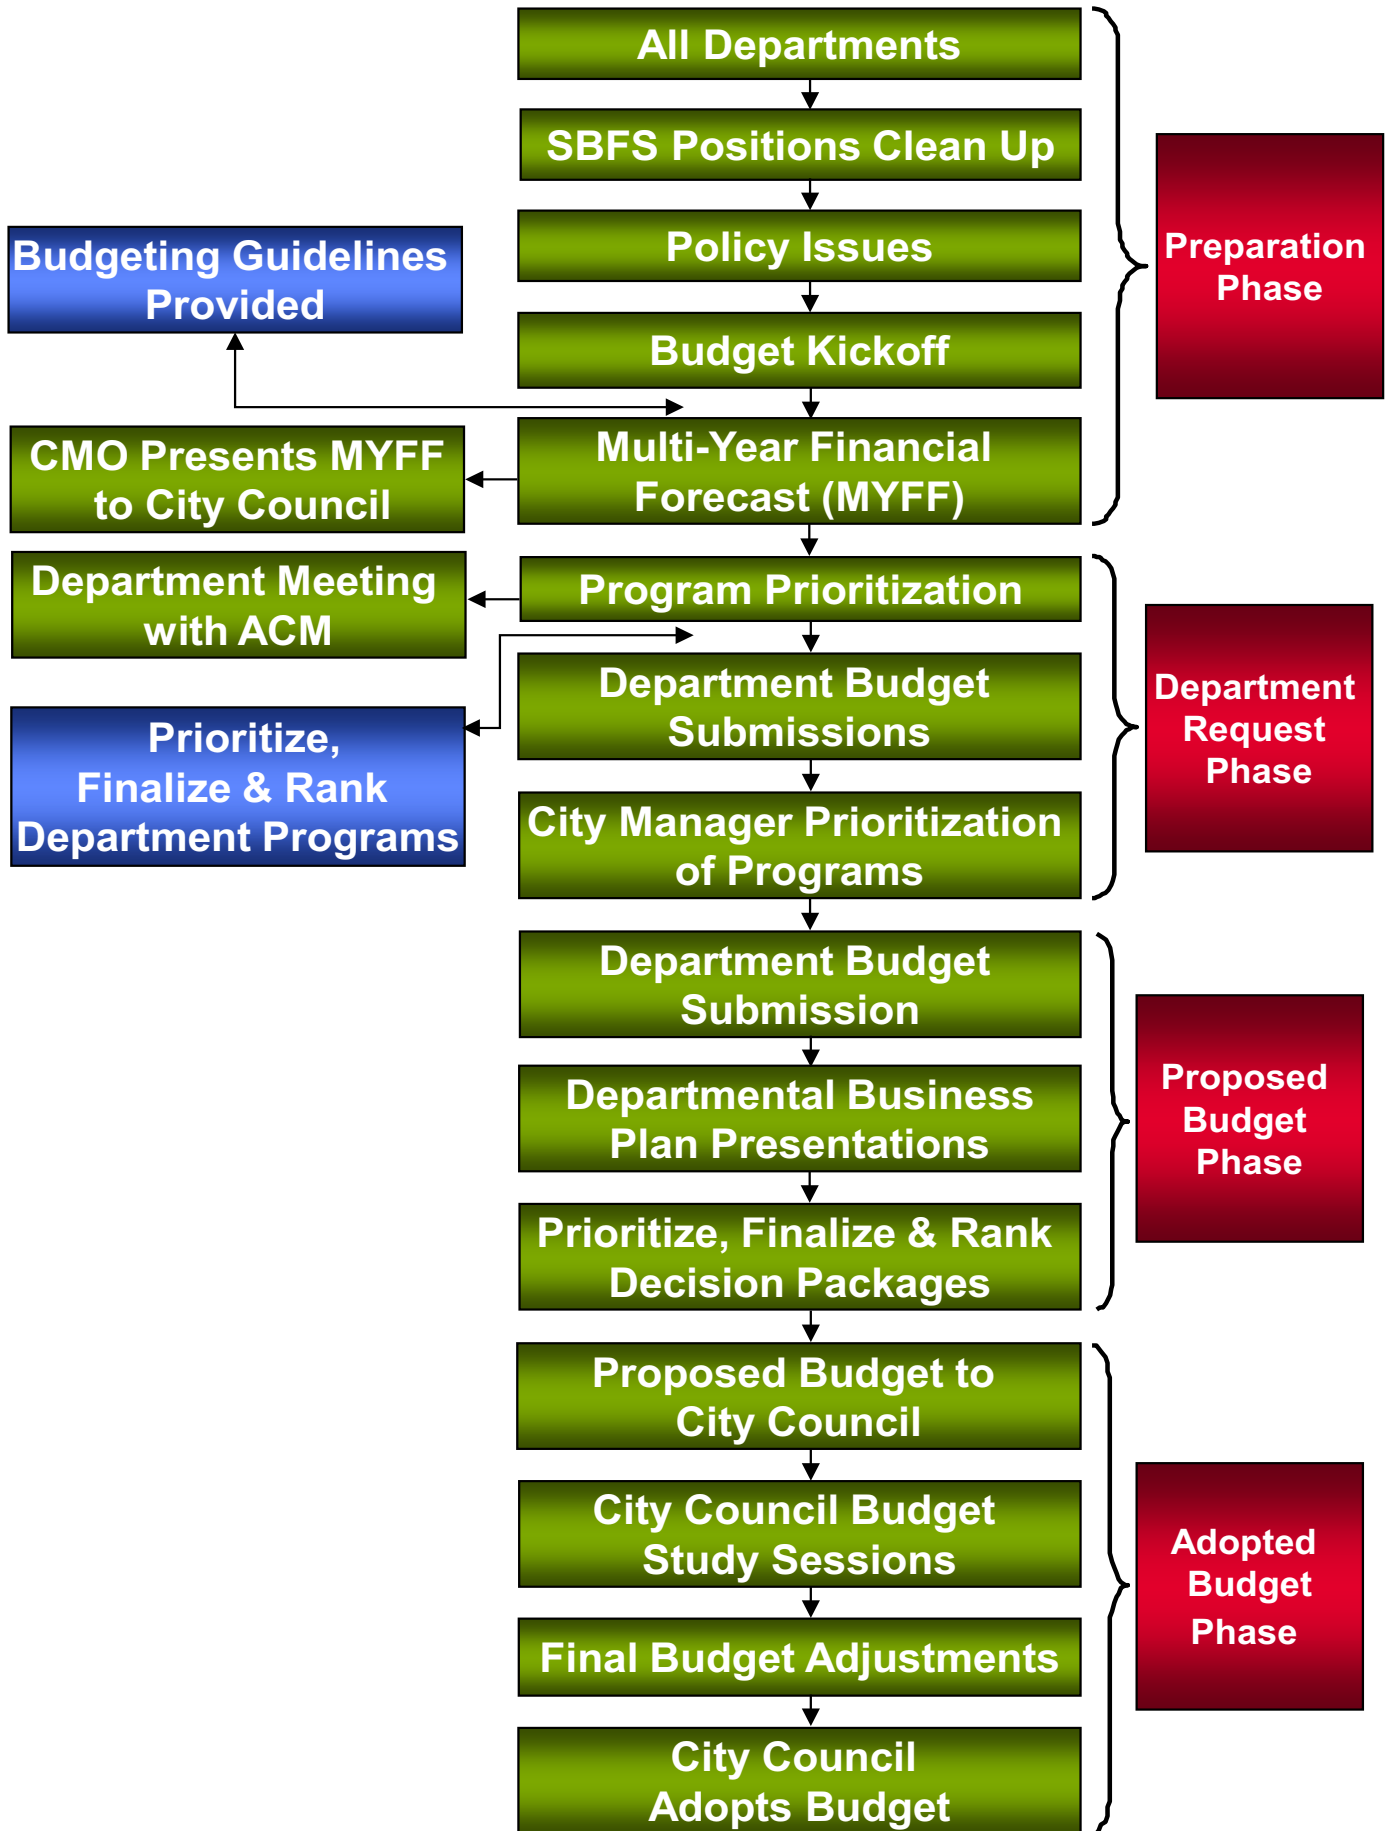 All Departments
SBFS Positions Clean Up
Policy Issues
Preparation
Phase
Budgeting Guidelines
Provided
Budget Kickoff
CMO Presents MYFF
to City Council
Multi-Year Financial
Forecast (MYFF)
Department Meeting
with ACM
Program Prioritization
Department Budget
Submissions
Department
Request
Phase
Prioritize,
Finalize & Rank
Department Programs
City Manager Prioritization
of Programs
Department Budget
Submission
Departmental Business
Plan Presentations
Proposed
Budget
Phase
Prioritize, Finalize & Rank
Decision Packages
Proposed Budget to
City Council
City Council Budget
Study Sessions
Adopted
Budget
Phase
Final Budget Adjustments
City Council
Adopts Budget